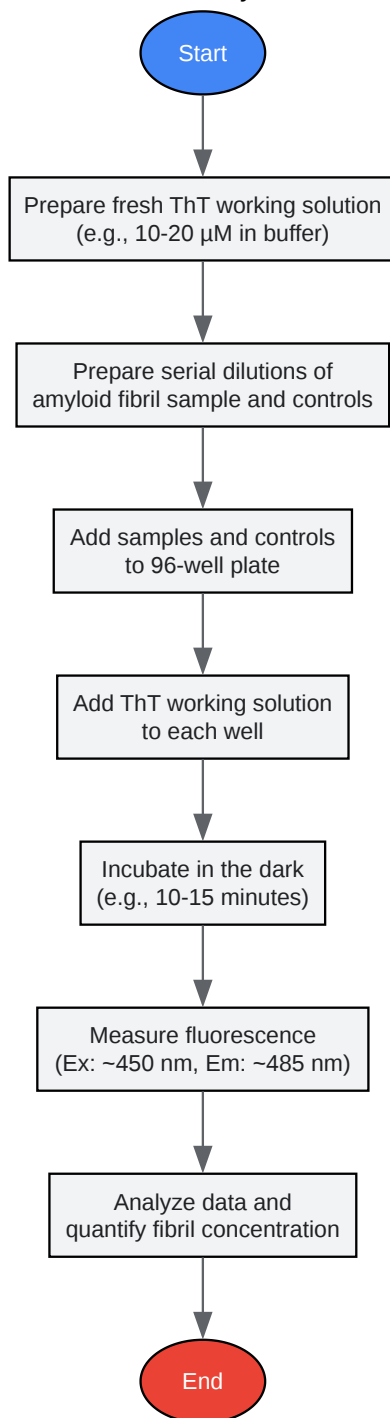 Start
Prepare fresh ThT working solution
(e.g., 10-20 µM in buffer)
Prepare serial dilutions of
amyloid fibril sample and controls
Add samples and controls
to 96-well plate
Add ThT working solution
to each well
Incubate in the dark
(e.g., 10-15 minutes)
Measure fluorescence
(Ex: ~450 nm, Em: ~485 nm)
Analyze data and
quantify fibril concentration
End